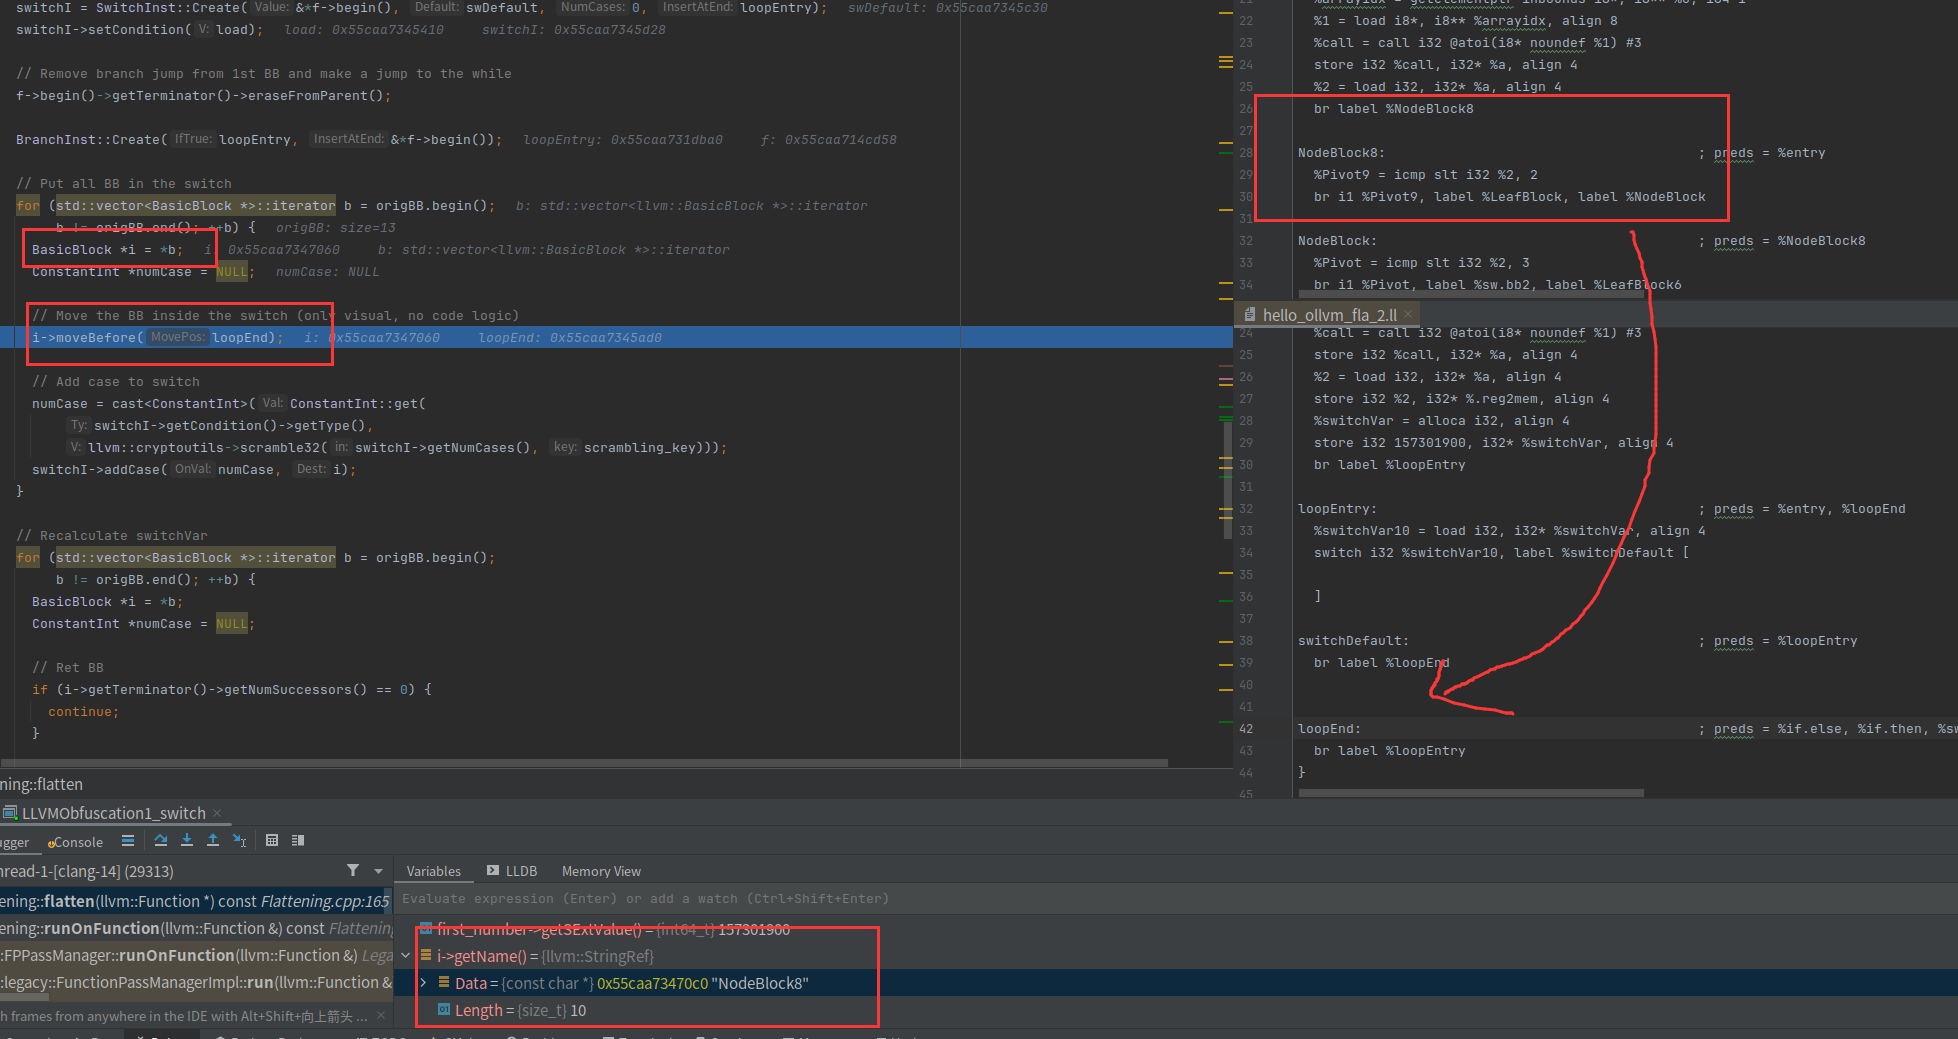 switchI = SwitchInst::Create( Value: &*f->begin(), Default: swDefault, NumCases: 0, InsertAtEnd: loopEntry); swDefault: 0x55caa7345c30
switchI->setCondition( V: load); load: 0x55caa7345410 switchI: 0x55caa7345d28
// Remove branch jump from 1st BB and make a jump to the while
f->begin()->getTerminator()->eraseFromParent();
BranchInst::Create( IfTrue: loopEntry, InsertAtEnd: &*f->begin()); loopEntry: 0x55caa731dba0 f: 0x55caa714cd58
// Put all BB in the switch
for (std::vector<BasicBlock *>::iterator b = origBB.begin(); b: std::vector<llvm::BasicBlock *>::iterator
b != origBB.end(); ++b) { origBB: size=13
BasicBlock *i = *b; i: 0x55caa7347060 b: std::vector<llvm::BasicBlock *>::iterator
ConstantInt *numCase = NULL; numCase: NULL
// Move the BB inside the switch (only visual, no code logic)
i->moveBefore( MovePos: loopEnd); i: 0x55caa7347060 loopEnd: 0x55caa7345ad0
// Add case to switch
numCase = cast<ConstantInt>( Val: ConstantInt::get(
Ty: switchI->getCondition()->getType(),
V: llvm::cryptoutils->scramble32( in: switchI->getNumCases(), key: scrambling_key)));
switchI->addCase( OnVal: numCase, Dest: i);
}
// Recalculate switchVar
for (std::vector<BasicBlock *>::iterator b = origBB.begin();
b != origBB.end(); ++b) {
BasicBlock *i = *b;
ConstantInt *numCase = NULL;
// Ret BB
if (i->getTerminator()->getNumSuccessors() == 0) {
continue;
}
22 %1 = load i8*, i8** %arrayidx, align 8
23 %call = call i32 @atoi(i8* noundef %1) #3
24 store i32 %call, i32* %a, align 4
25 %2 = load i32, i32* %a, align 4
26 br label %NodeBlock8
27
28 NodeBlock8: ; preds = %entry
29 %Pivot9 = icmp slt i32 %2, 2
30 br i1 %Pivot9, label %LeafBlock, label %NodeBlock
31
32 NodeBlock: ; preds = %NodeBlock8
33 %Pivot = icmp slt i32 %2, 3
34 br i1 %Pivot, label %sw.bb2, label %LeafBlock6
hello_ollvm_fla_2.ll
24 %call = call i32 @atoi(i8* noundef %1) #3
25 store i32 %call, i32* %a, align 4
26 %2 = load i32, i32* %a, align 4
27 store i32 %2, i32* %.reg2mem, align 4
28 %switchVar = alloca i32, align 4
29 store i32 157301900, i32* %switchVar, align 4
30 br label %loopEntry
31
32 loopEntry: ; preds = %entry, %loopEnd
33 %switchVar10 = load i32, i32* %switchVar, align 4
34 switch i32 %switchVar10, label %switchDefault [
35
36 ]
37
38 switchDefault: ; preds = %loopEntry
39 br label %loopEnd
40
41
42 loopEnd: ; preds = %if.else, %if.then, %sw
43 br label %loopEntry
44 }
45
ning::flatten
LLVMObfuscation1_switch
gger Console
hread-1-[clang-14] (29313)
ening::flatten(llvm::Function *) const Flattening.cpp:165
ening::runOnFunction(llvm::Function &) const Flattening
::FPPassManager::runOnFunction(llvm::Function &) Lega
::legacy::FunctionPassManagerImpl::run(llvm::Function &
h frames from anywhere in the IDE with Alt+Shift+向上箭头 ...
Variables LLDB Memory View
Evaluate expression (Enter) or add a watch (Ctrl+Shift+Enter)
first_number->getSExtValue() = {int64_t} 157301900
i->getName() = {llvm::StringRef}
Data = {const char *} 0x55caa73470c0 "NodeBlock8"
Length = {size_t} 10